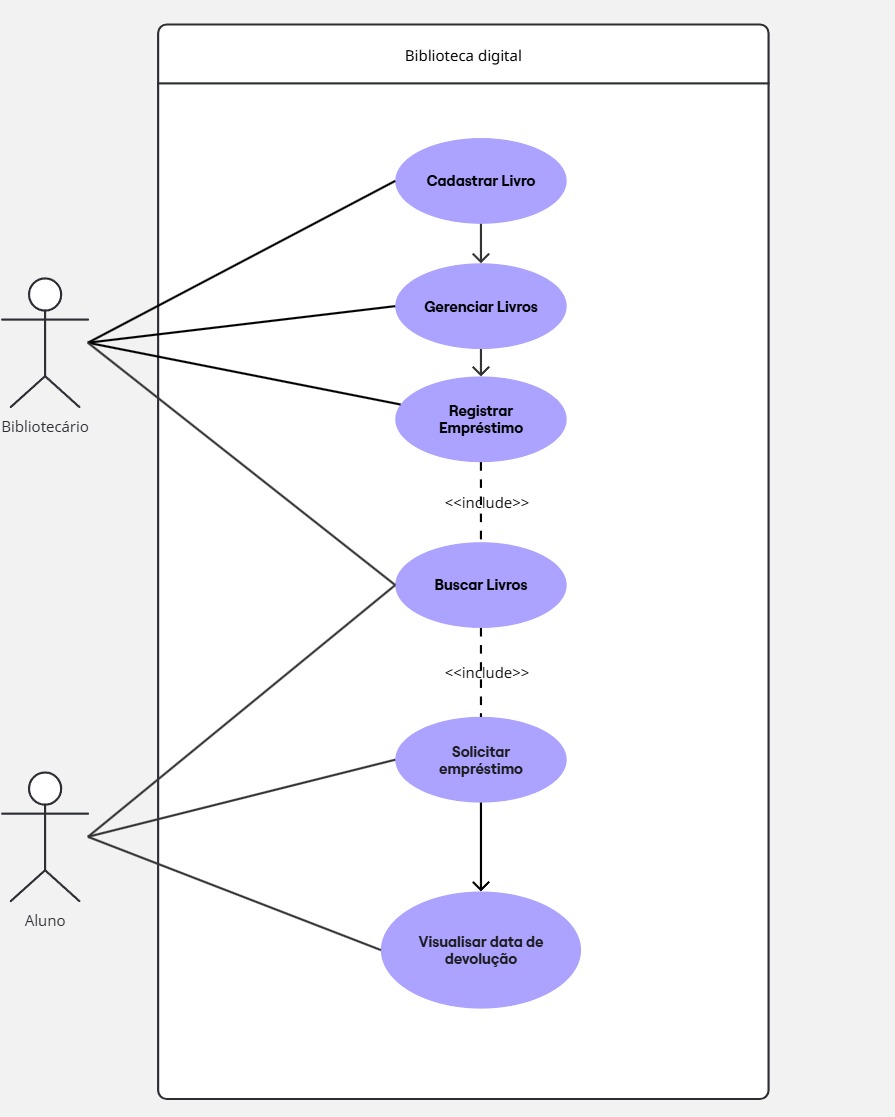 Biblioteca digital
Cadastrar Livro
Gerenciar Livros
Registrar
Empréstimo
Bibliotecário
<<include>>
Buscar Livros
<<include>>
Solicitar
empréstimo
Aluno
Visualisar data de
devolução